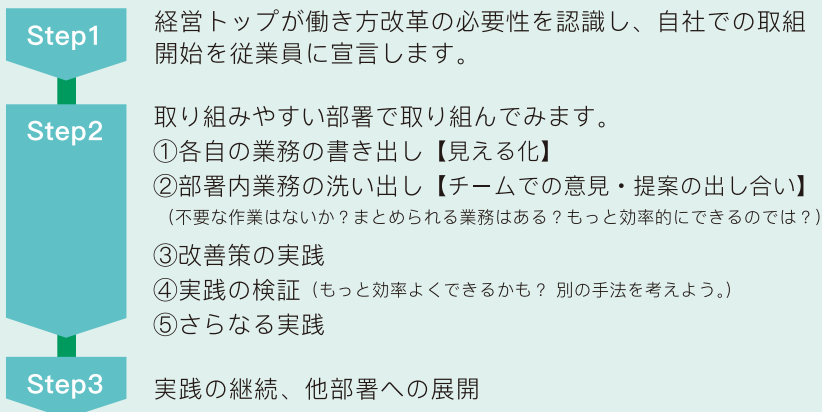 Step1
経営トップが働き方改革の必要性を認識し、自社での取組
開始を従業員に宣言します。
Step2
取り組みやすい部署で取り組んでみます。
①各自の業務の書き出し【見える化】
②部署内業務の洗い出し【チームでの意見・提案の出し合い】
（不要な作業はないか？まとめられる業務はある？もっと効率的にできるのでは？）
③改善策の実践
④実践の検証（もっと効率よくできるかも？ 別の手法を考えよう。）
⑤さらなる実践
Step3
実践の継続、他部署への展開